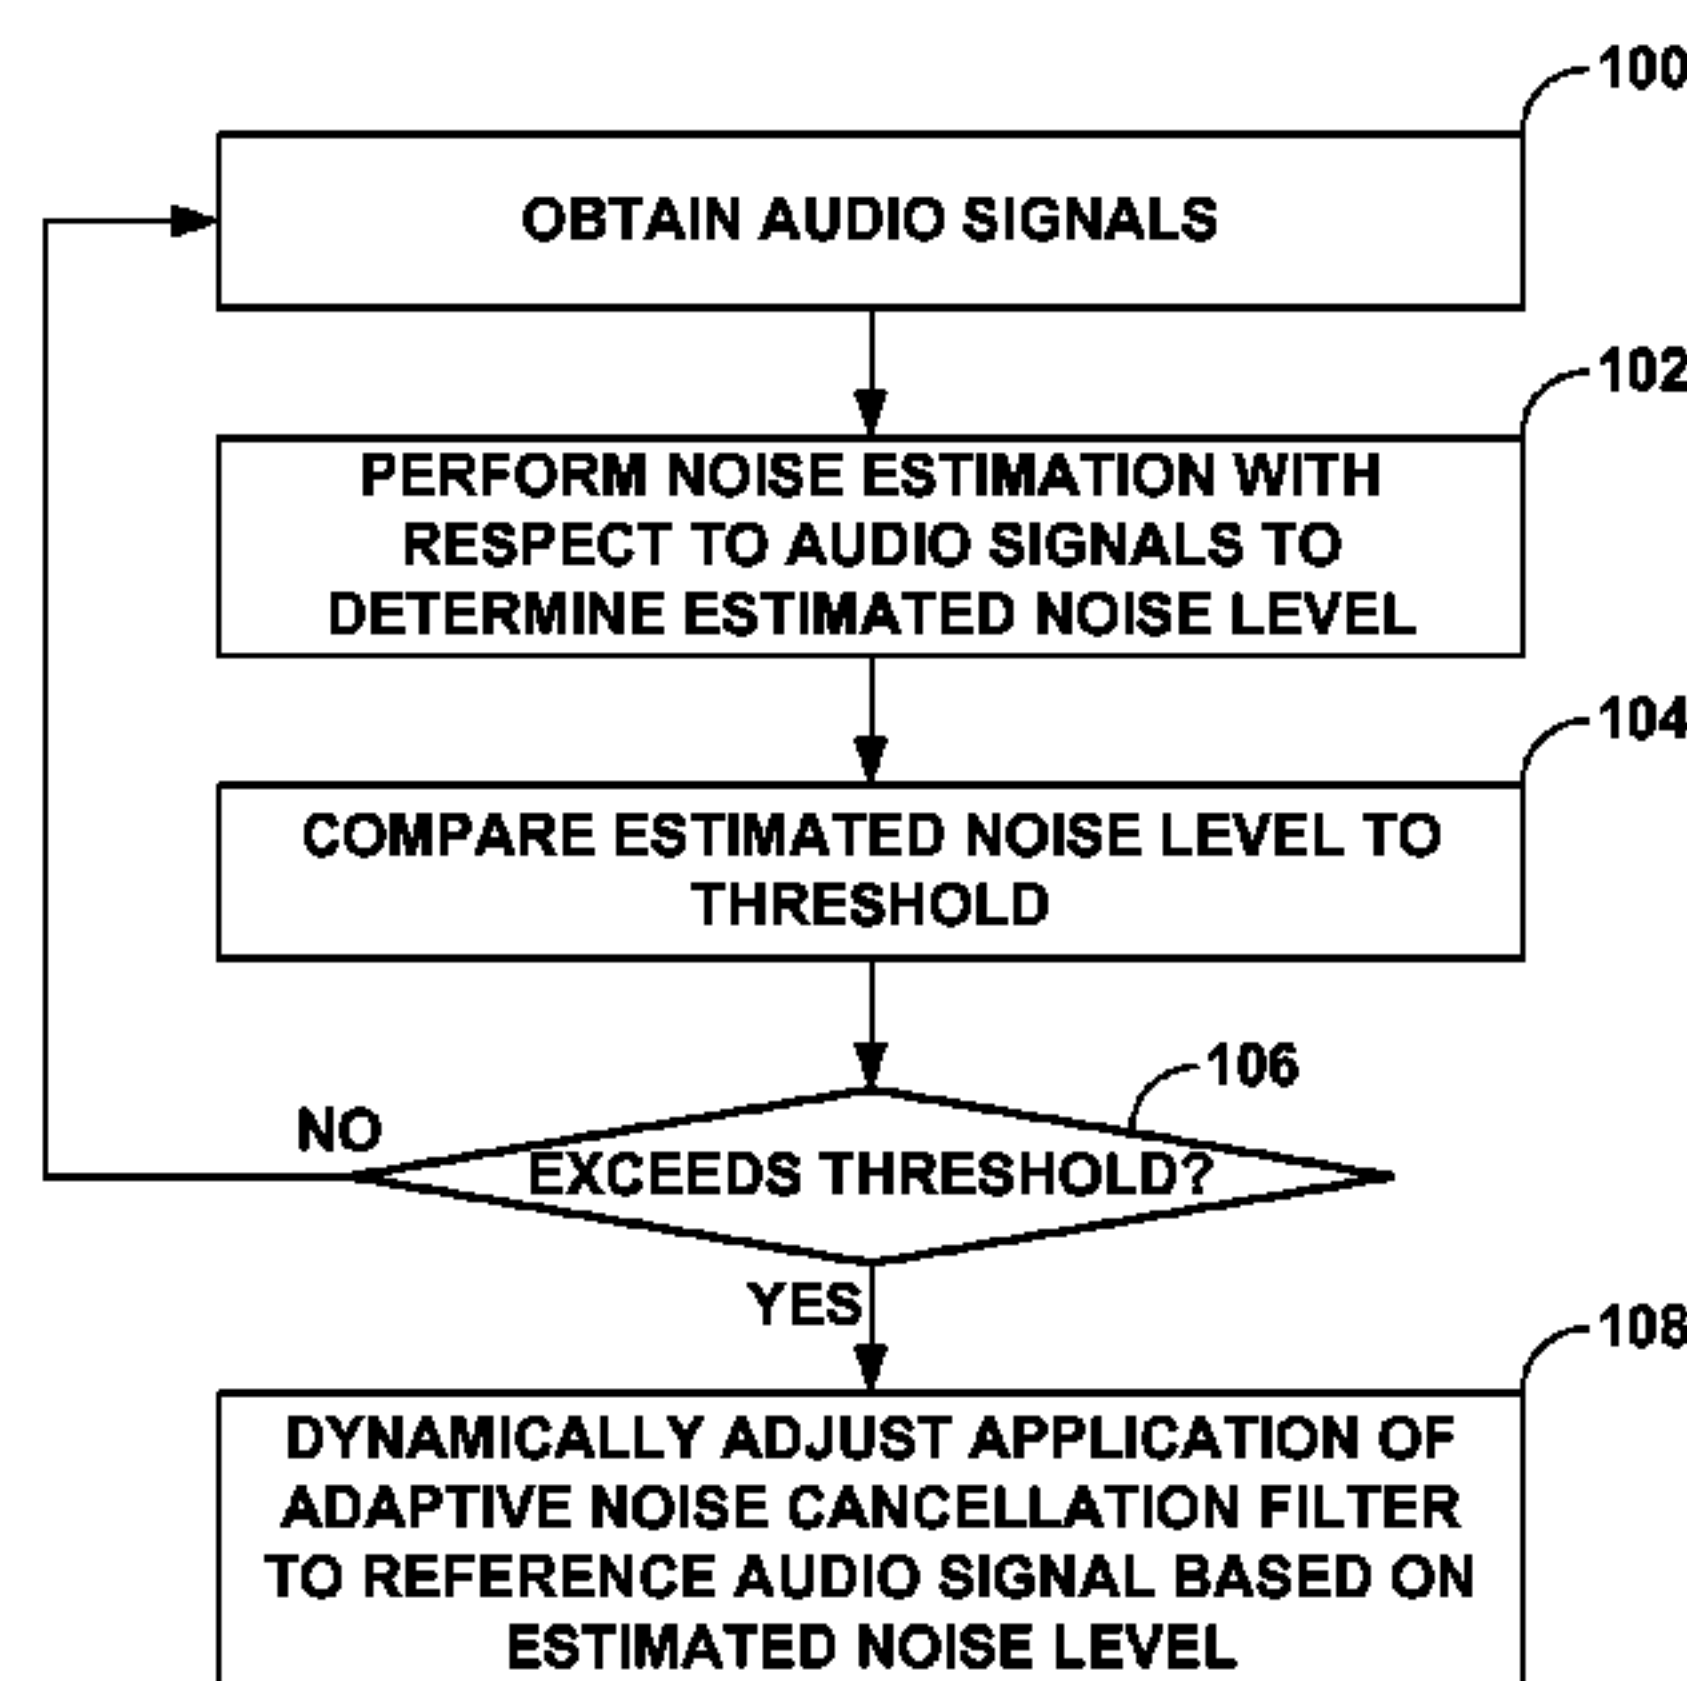 100
OBTAIN AUDIO SIGNALS
102
PERFORM NOISE ESTIMATION WITH
RESPECT TO AUDIO SIGNALS TO
DETERMINE ESTIMATED NOISE LEVEL
104
COMPARE ESTIMATED NOISE LEVEL TO
THRESHOLD
106
NO
EXCEEDS THRESHOLD?
YES
108
DYNAMICALLY ADJUST APPLICATION OF
ADAPTIVE NOISE CANCELLATION FILTER
TO REFERENCE AUDIO SIGNAL BASED ON
ESTIMATED NOISE LEVEL